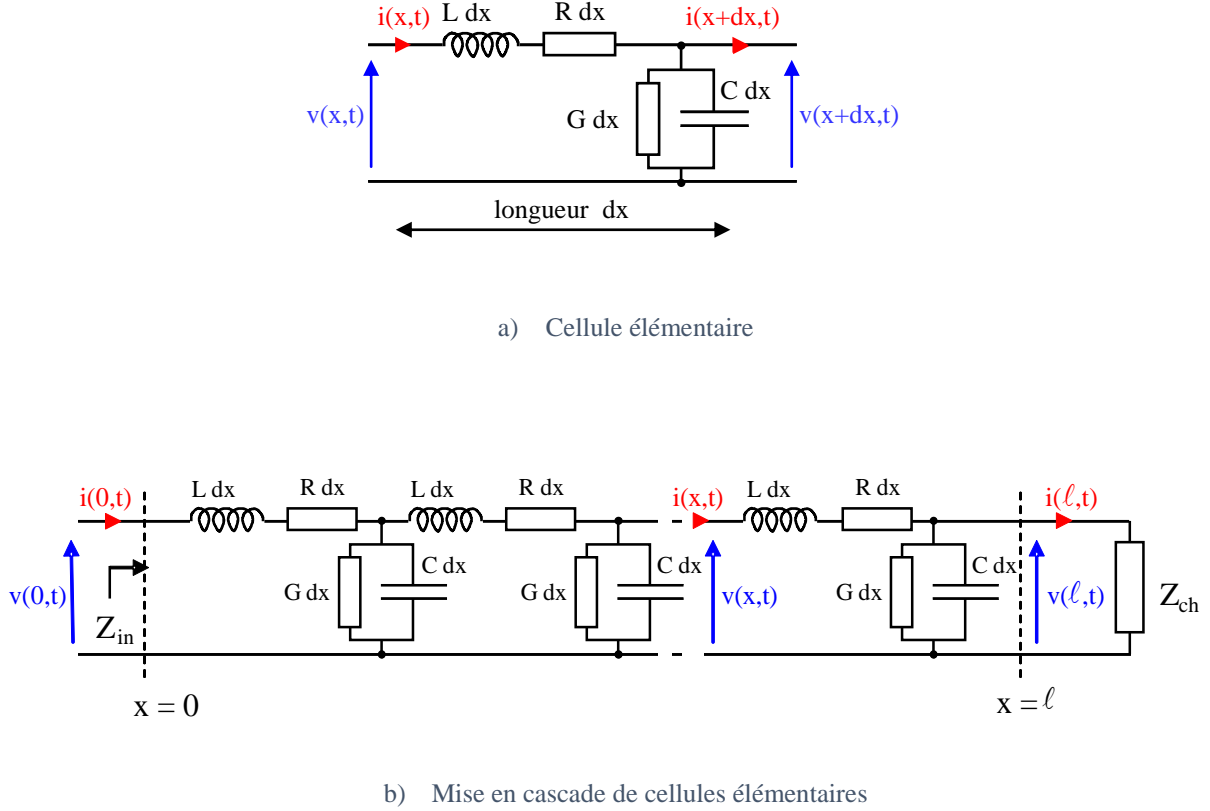 i(x,t) L dx R dx i(x+dx,t)
C dx
v(x,t) G dx v(x+dx,t)
longueur dx
a) Cellule élémentaire
i(0,t) L dx R dx L dx R dx i(x,t) L dx R dx i(ℓ,t)
C dx C dx C dx
v(0,t) G dx G dx v(x,t) G dx v(ℓ,t) Z_ch
Z_in
x = 0 x = ℓ
b) Mise en cascade de cellules élémentaires